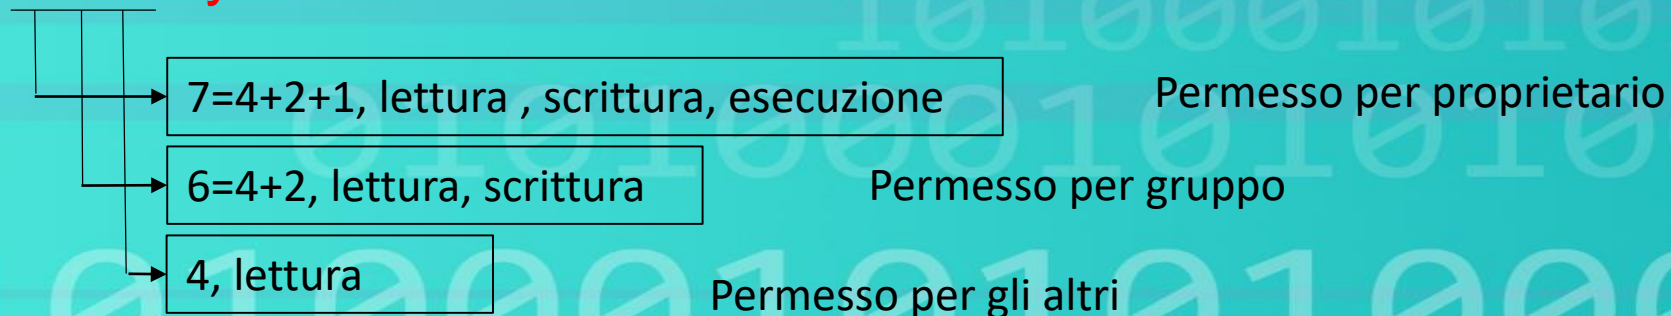 7=4+2+1, lettura , scrittura, esecuzione
Permesso per proprietario
6=4+2, lettura, scrittura
Permesso per gruppo
4, lettura
Permesso per gli altri